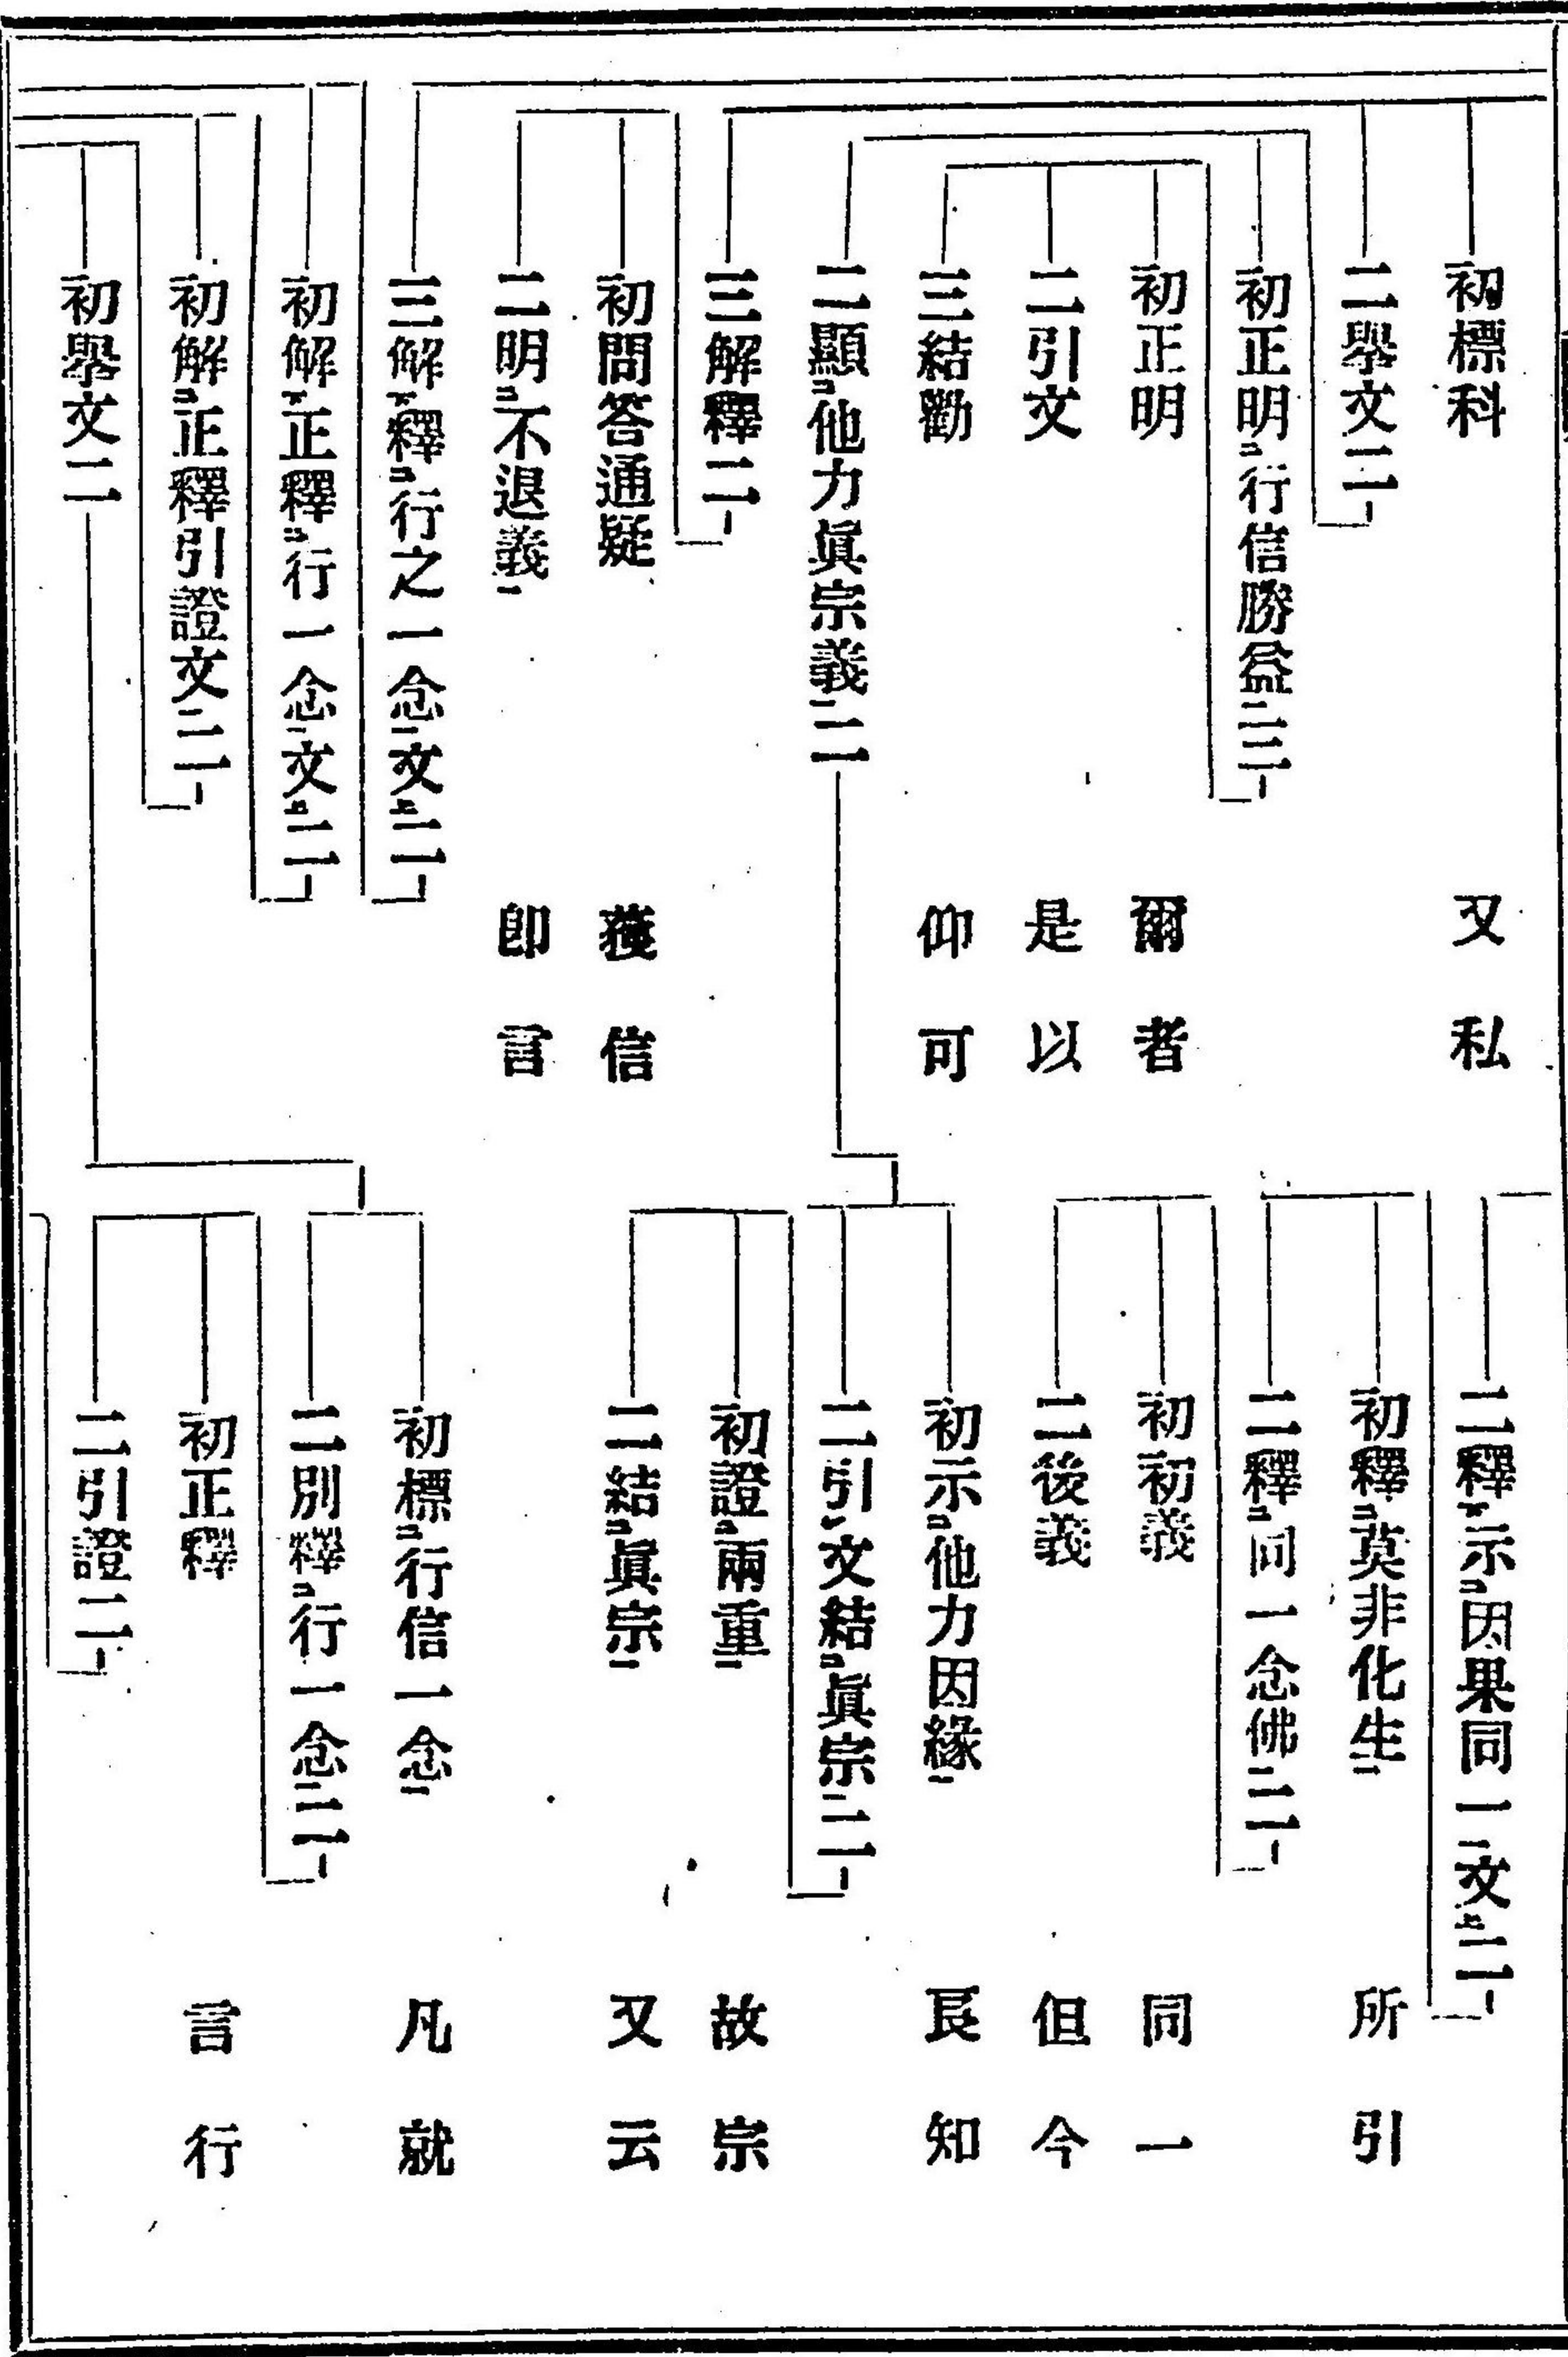 初標科
又私
二擧文二
初正明行信勝益三
初正明
爾者
二引文
是以
三結勸
仰可
二顯他力眞宗義二
三解釋二
初問答通疑
獲信
二明不退義
卽言
三解釋行之一念文二
初解正釋行一念文二
初解正釋引證文二
初擧文二
二釋示因果同一文二
初釋莫非化生
所引
二釋同一念佛二
初初義
同一
二後義
但今
初示他力因緣
良知
二引文結眞宗二
初證兩重
故宗
二結眞宗
又云
初標行信一念
凡就
二別釋行一念二
初正釋
言行
二引證二